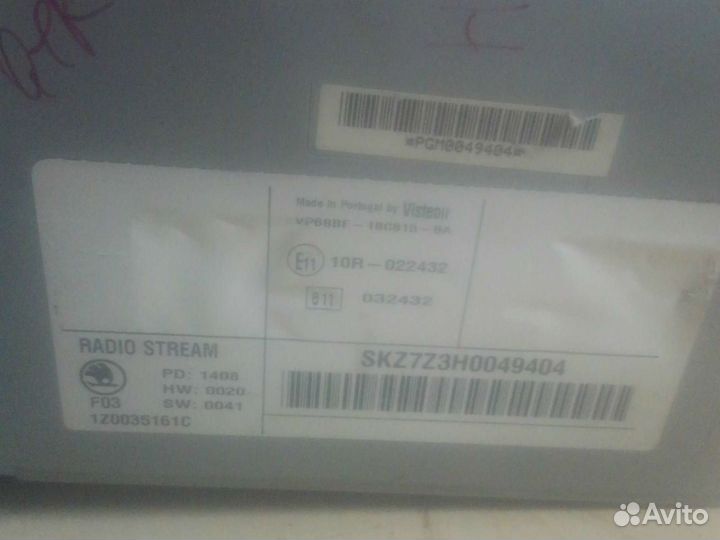 *PGM0049404*
Made in Portugal by Visteon
E11 10R-022432
032432
RADIO STREAM
PD: 1408
HW: 0020
F03 SW: 0041
1Z0035161C
SKZ7Z3H0049404
Avito